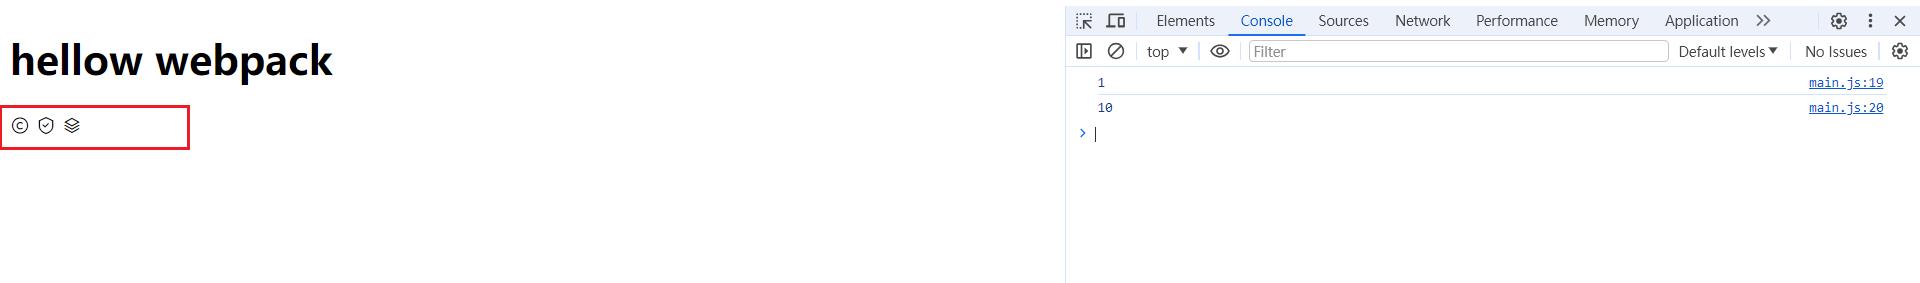 hellow webpack
Elements Console Sources Network Performance Memory Application
top Filter Default levels No Issues
1 main.js:19
10 main.js:20